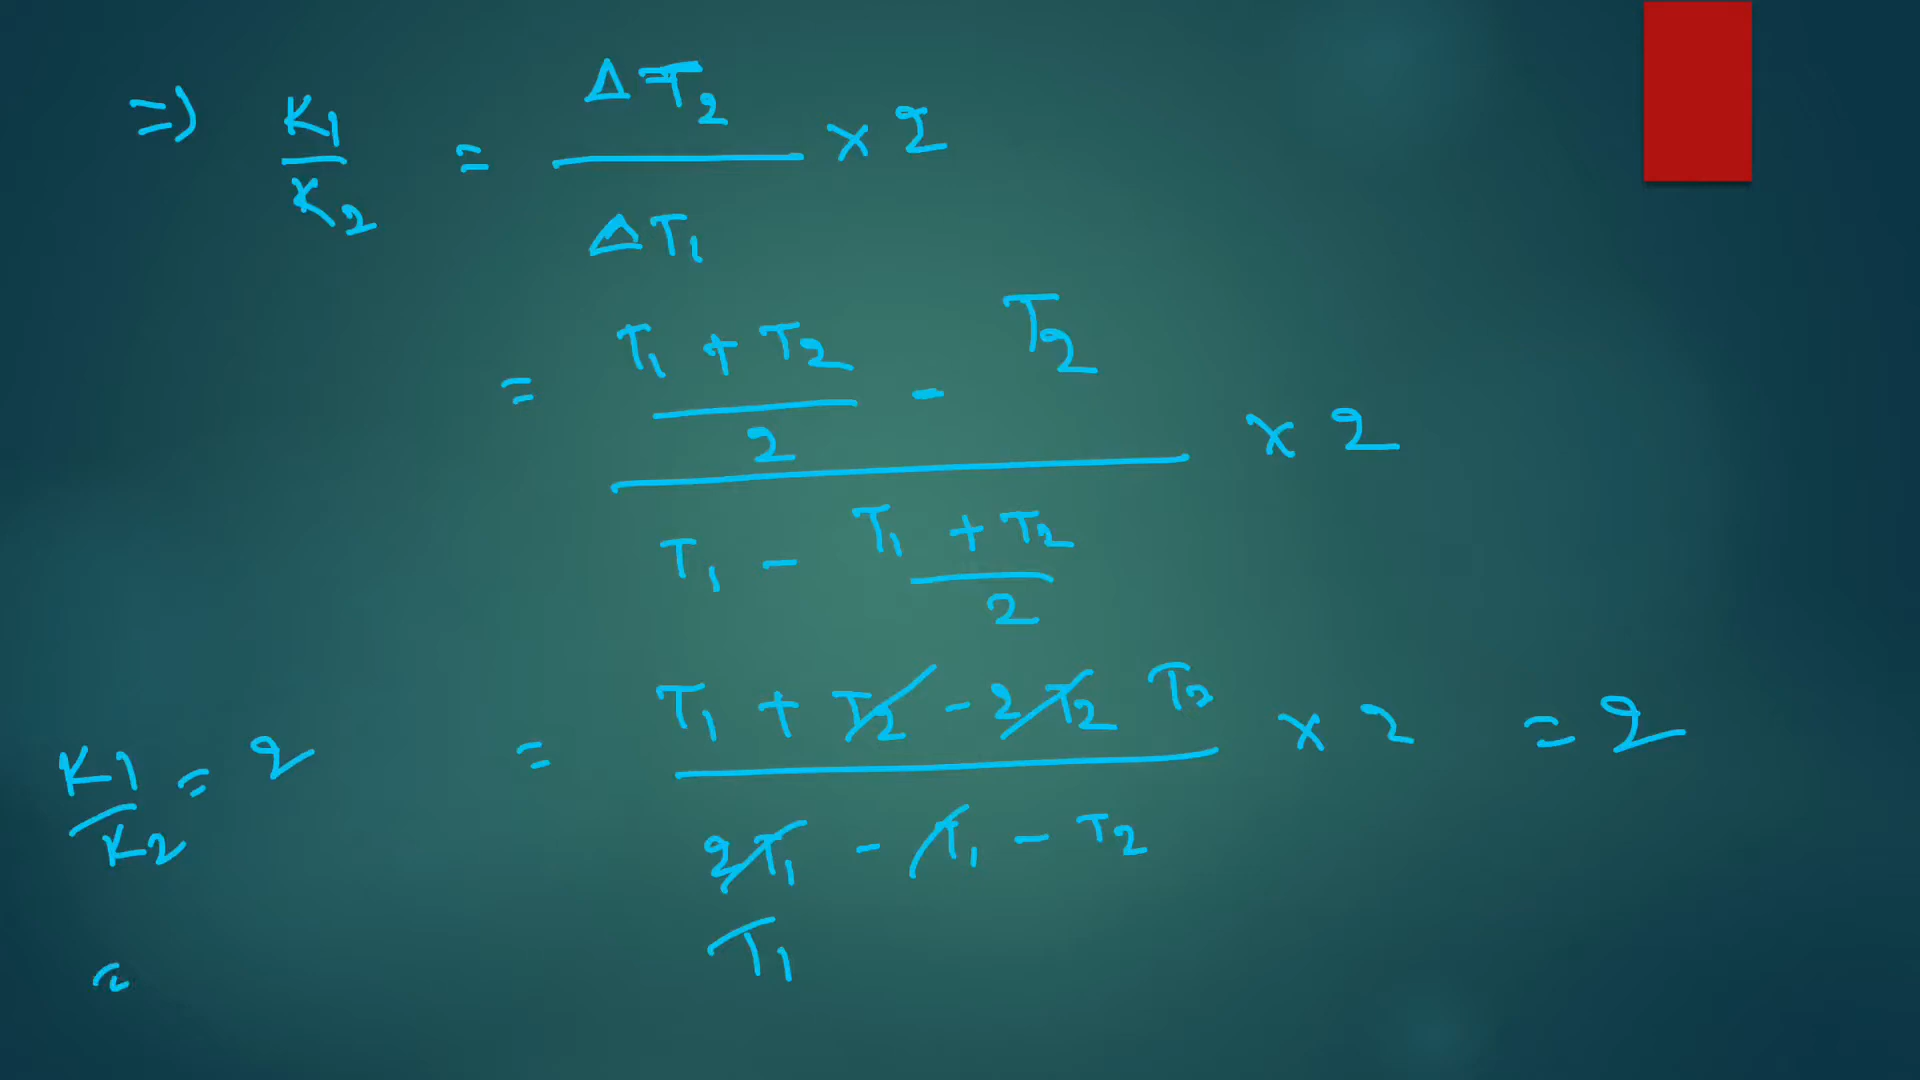 ⇒ K1/K2 = ΔT2/ΔT1 × 2
= (T1 + T2)/2 - T2 / T1 - (T1 + T2)/2 × 2
= T1 + T2 - 2T2 T2 / 2T1 - T1 - T2 × 2 = 2
T1
K1/K2 = 2
=